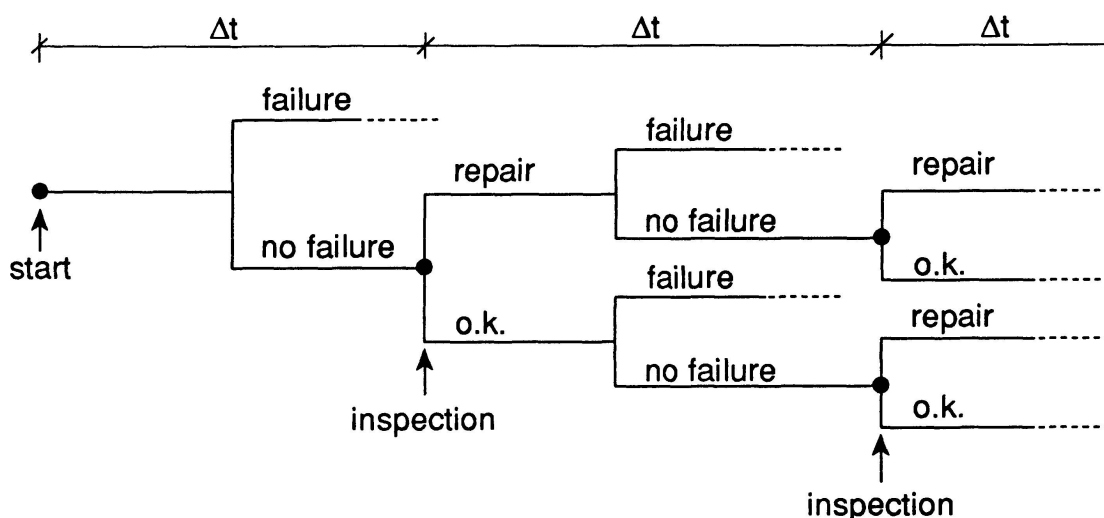 Δt Δt Δt
failure
failure
repair repair
start
no failure no failure
o.k.
failure
o.k. repair
no failure
o.k.
inspection
inspection